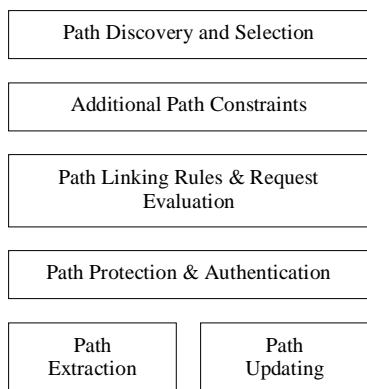 Path Discovery and Selection
Additional Path Constraints
Path Linking Rules & Request
Evaluation
Path Protection & Authentication
Path
Extraction
Path
Updating